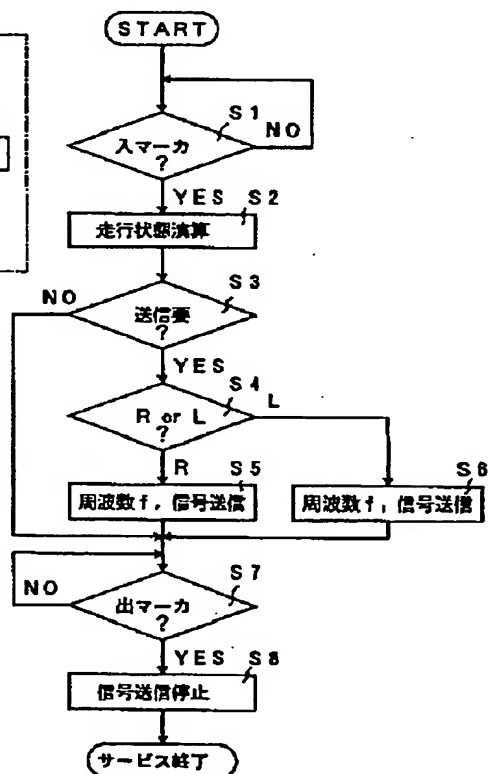 START
S1
入マーカ
?
NO
YES
S2
走行状態演算
S3
NO
送信要
?
YES
S4
R or L
?
L
R
S5
S6
周波数f, 信号送信
周波数f, 信号送信
S7
NO
出マーカ
?
YES
S8
信号送信停止
サービス終了